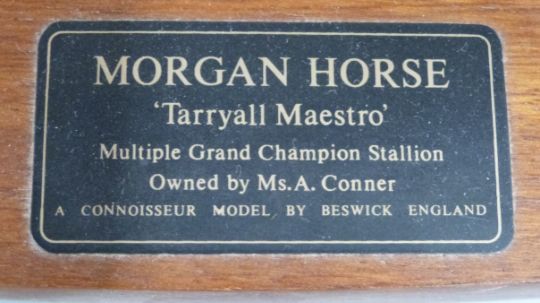 MORGAN HORSE
'Tarryall Maestro'
Multiple Grand Champion Stallion
Owned by Ms.A. Conner
A CONNOISSEUR MODEL BY BESWICK ENGLAND